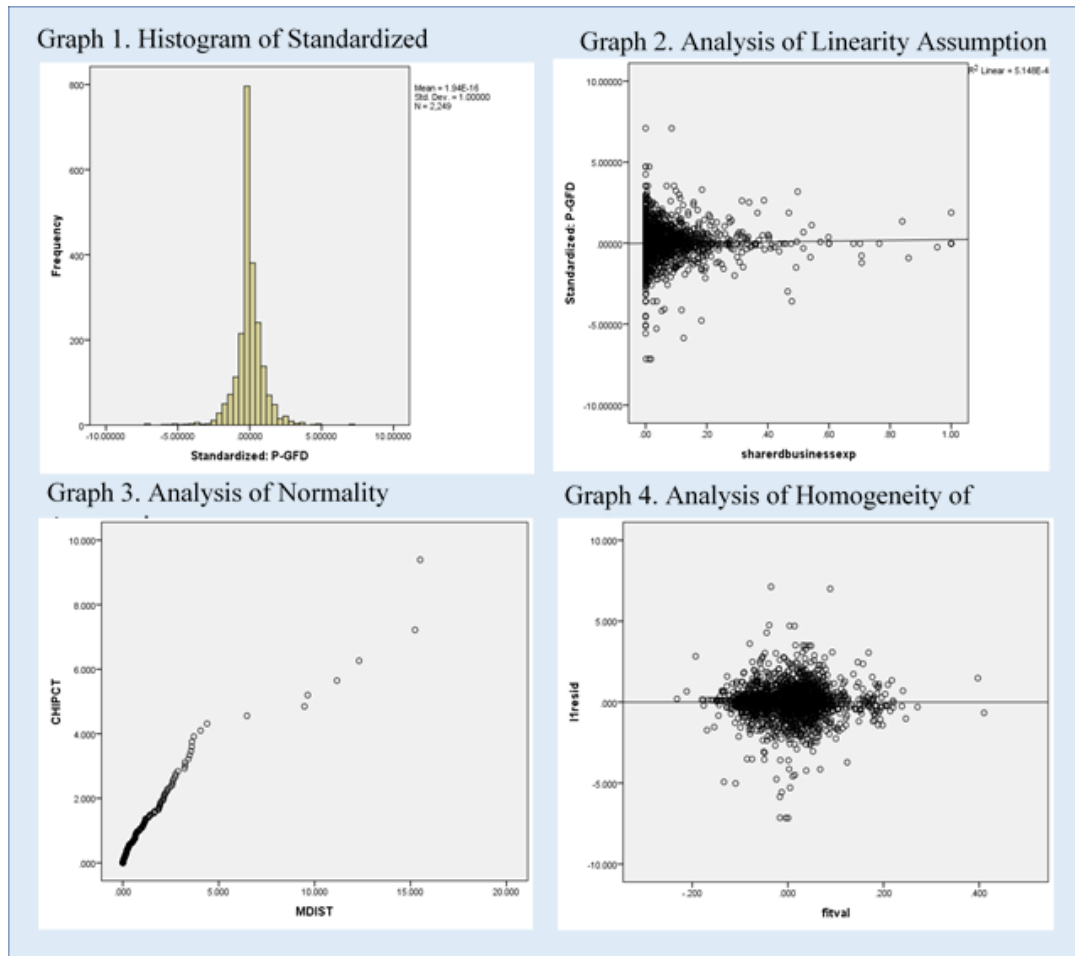 Graph 1. Histogram of Standardized
Mean = 1.94E-16
Std. Dev. = 1.00000
N = 2,249
800
600
400
200
0
Frequency
-10.00000 -5.00000 .00000 5.00000 10.00000
Standardized: P-GFD
Graph 2. Analysis of Linearity Assumption
R² Linear = 5.148E-4
10.00000
5.00000
.00000
-5.00000
-10.00000
Standardized: P-GFD
.00 .20 .40 .60 .80 1.00
sharerdbusinessexp
Graph 3. Analysis of Normality
10.000
8.000
6.000
4.000
2.000
.000
CHIPCT
.000 5.000 10.000 15.000 20.000
MDIST
Graph 4. Analysis of Homogeneity of
10.000
5.000
.000
-5.000
-10.000
l1resid
-.200 .000 .200 .400
fitval